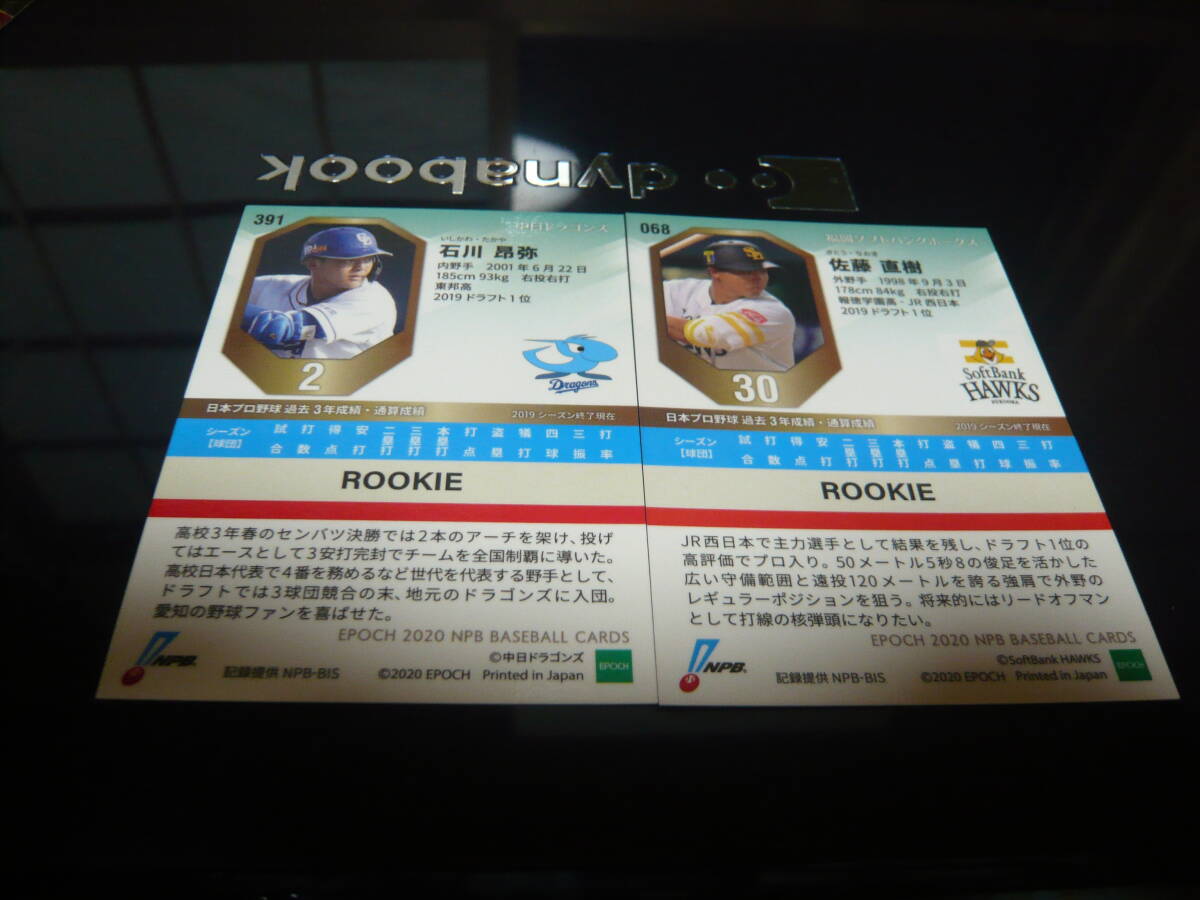 dynabook
391
中日ドラゴンズ
いしかわ・たかや
石川 昂弥
内野手 2001年6月22日
185cm 93kg 右投右打
東邦高
2019ドラフト1位
2
Dragons
日本プロ野球 過去3年成績・通算成績
2019 シーズン終了現在
シーズン[球団] 試合 打数 得点 安打 二塁打 三塁打 本塁打 打点 盗塁 犠打 四球 三振 打率
ROOKIE
高校3年春のセンバツ決勝では2本のアーチを架け、投げ
てはエースとして3安打完封でチームを全国制覇に導いた。
高校日本代表で4番を務めるなど世代を代表する野手として、
ドラフトでは3球団競合の末、地元のドラゴンズに入団。
愛知の野球ファンを喜ばせた。
EPOCH 2020 NPB BASEBALL CARDS
©中日ドラゴンズ
NPB
記録提供 NPB-BIS
©2020 EPOCH Printed in Japan
EPOCH
068
福岡ソフトバンクホークス
さとう・なおき
佐藤 直樹
外野手 1998年9月3日
178cm 84kg 右投右打
報徳学園高・JR西日本
2019ドラフト1位
30
SoftBank
HAWKS
FUKUOKA
日本プロ野球 過去3年成績・通算成績
2019 シーズン終了現在
シーズン[球団] 試合 打数 得点 安打 二塁打 三塁打 本塁打 打点 盗塁 犠打 四球 三振 打率
ROOKIE
JR西日本で主力選手として結果を残し、ドラフト1位の
高評価でプロ入り。50メートル5秒8の俊足を活かした
広い守備範囲と遠投120メートルを誇る強肩で外野の
レギュラーポジションを狙う。将来的にはリードオフマン
として打線の核弾頭になりたい。
EPOCH 2020 NPB BASEBALL CARDS
©SoftBank HAWKS
NPB
記録提供 NPB-BIS
©2020 EPOCH Printed in Japan
EPOCH